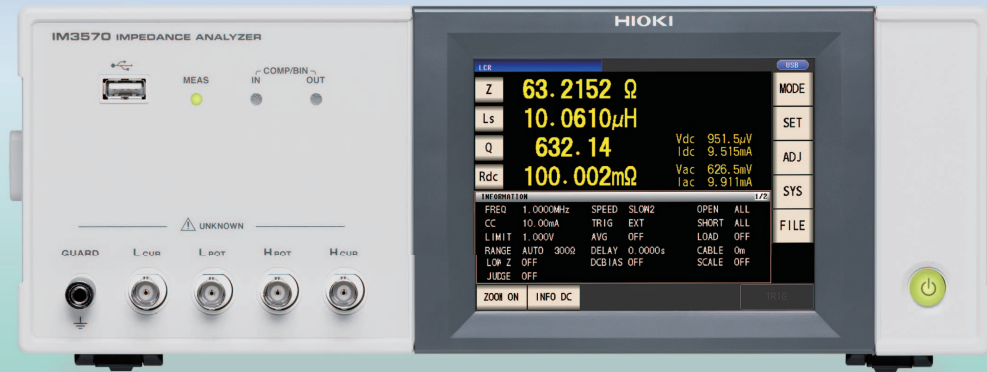 HIOKI
IM3570 IMPEDANCE ANALYZER
MEAS
COMP/BIN
IN OUT
UNKNOWN
GUARD LCUR LPOT HPOT HCUR
LCR USB
Z 63.2152 Ω
Ls 10.0610μH
Q 632.14
Rdc 100.002mΩ
Vdc 951.5μV
Idc 9.515mA
Vac 626.5mV
Iac 9.911mA
MODE
SET
ADJ
SYS
FILE
INFORMATION 1/2
FREQ 1.0000MHz SPEED SLOW2 OPEN ALL
CC 10.00mA TRIG EXT SHORT ALL
LIMIT 1.000V AVG OFF LOAD OFF
RANGE AUTO 300Ω DELAY 0.0000s CABLE 0m
LOW Z OFF DCBIAS OFF SCALE OFF
JUDGE OFF
ZOOM ON INFO DC TRIG